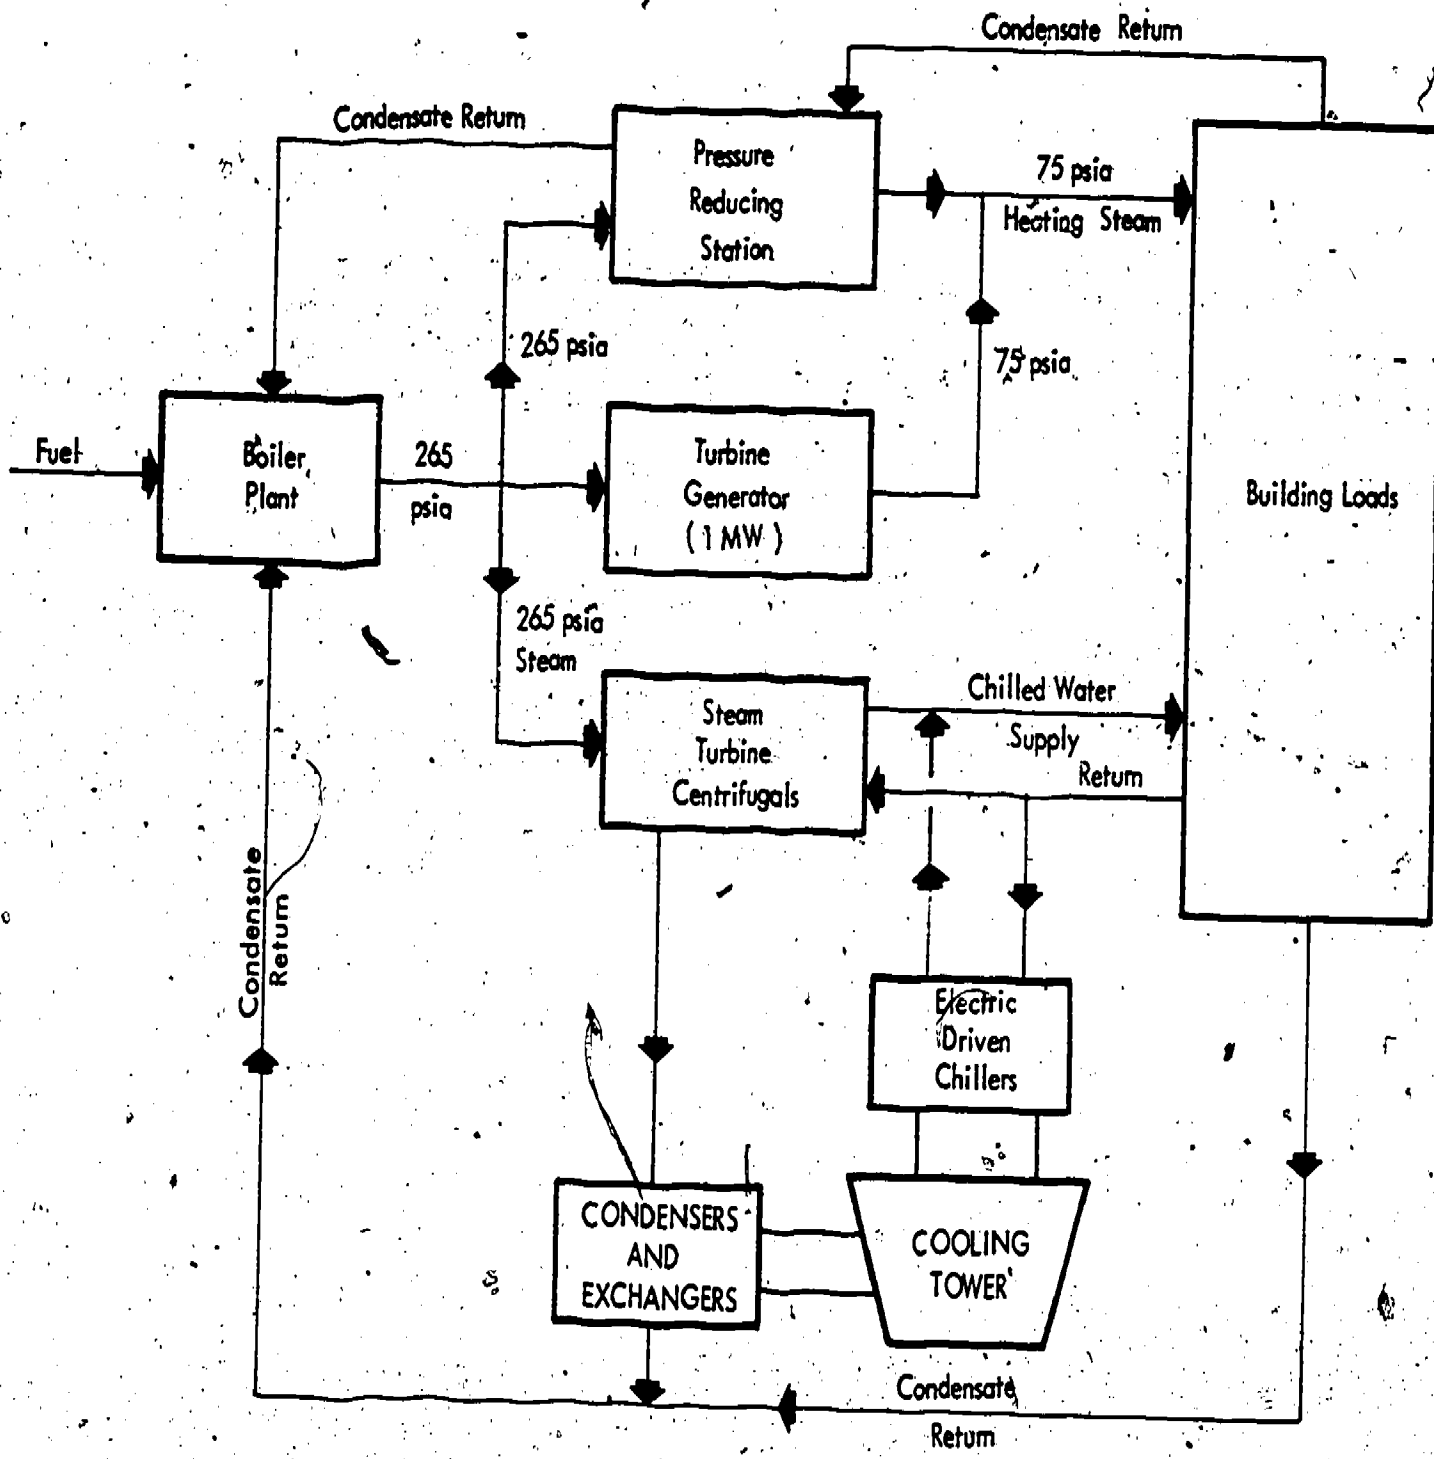 Condensate Return
Condensate Return
Pressure
Reducing
Station
75 psia
Heating Steam
265 psia
75 psia
Fuel
Boiler
Plant
265
psia
Turbine
Generator
(1 MW)
Building Loads
265 psia
Steam
Steam
Turbine
Centrifugals
Chilled Water
Supply
Return
Condensate
Return
Electric
Driven
Chillers
CONDENSERS
AND
EXCHANGERS
COOLING
TOWER
Condensate
Return